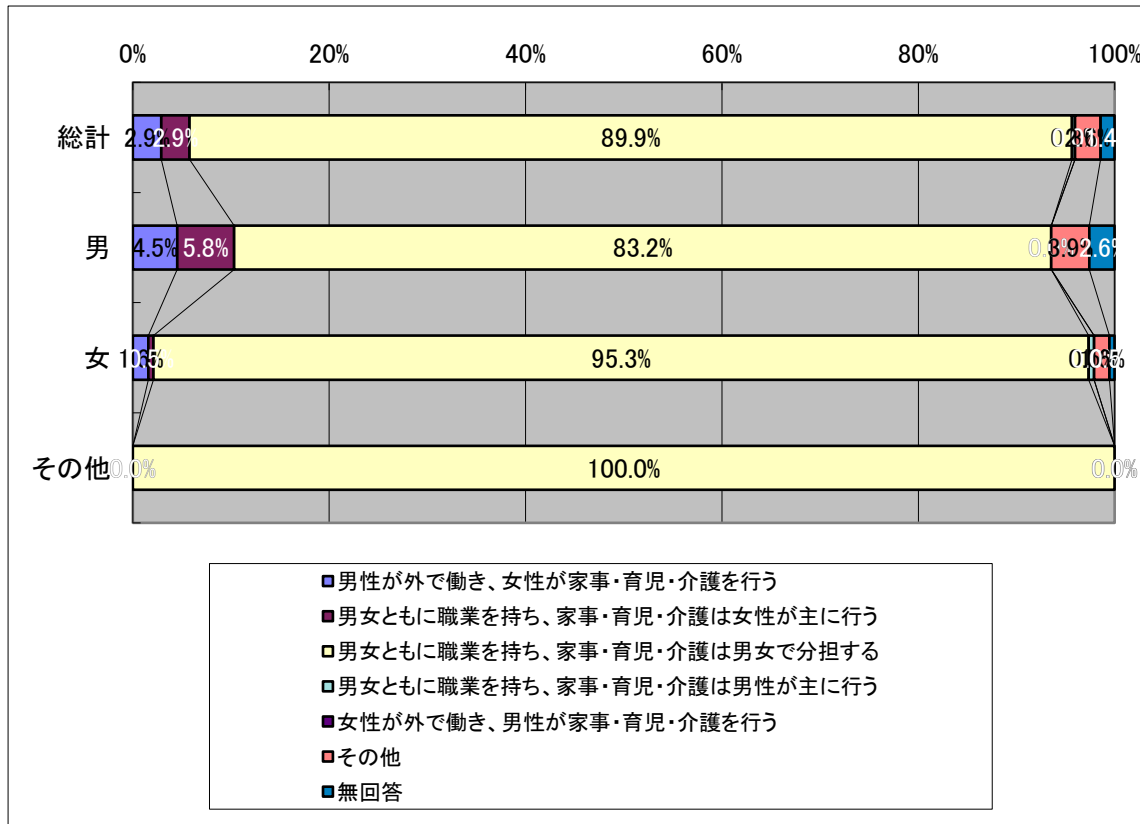 0% 20% 40% 60% 80% 100%
総計 2.9% 2.9% 89.9%
男 4.5% 5.8% 83.2% 3.9% 2.6%
女 95.3%
その他 0.0% 100.0% 0.0%
男性が外で働き、女性が家事・育児・介護を行う
男女ともに職業を持ち、家事・育児・介護は女性が主に行う
男女ともに職業を持ち、家事・育児・介護は男女で分担する
男女ともに職業を持ち、家事・育児・介護は男性が主に行う
女性が外で働き、男性が家事・育児・介護を行う
その他
無回答